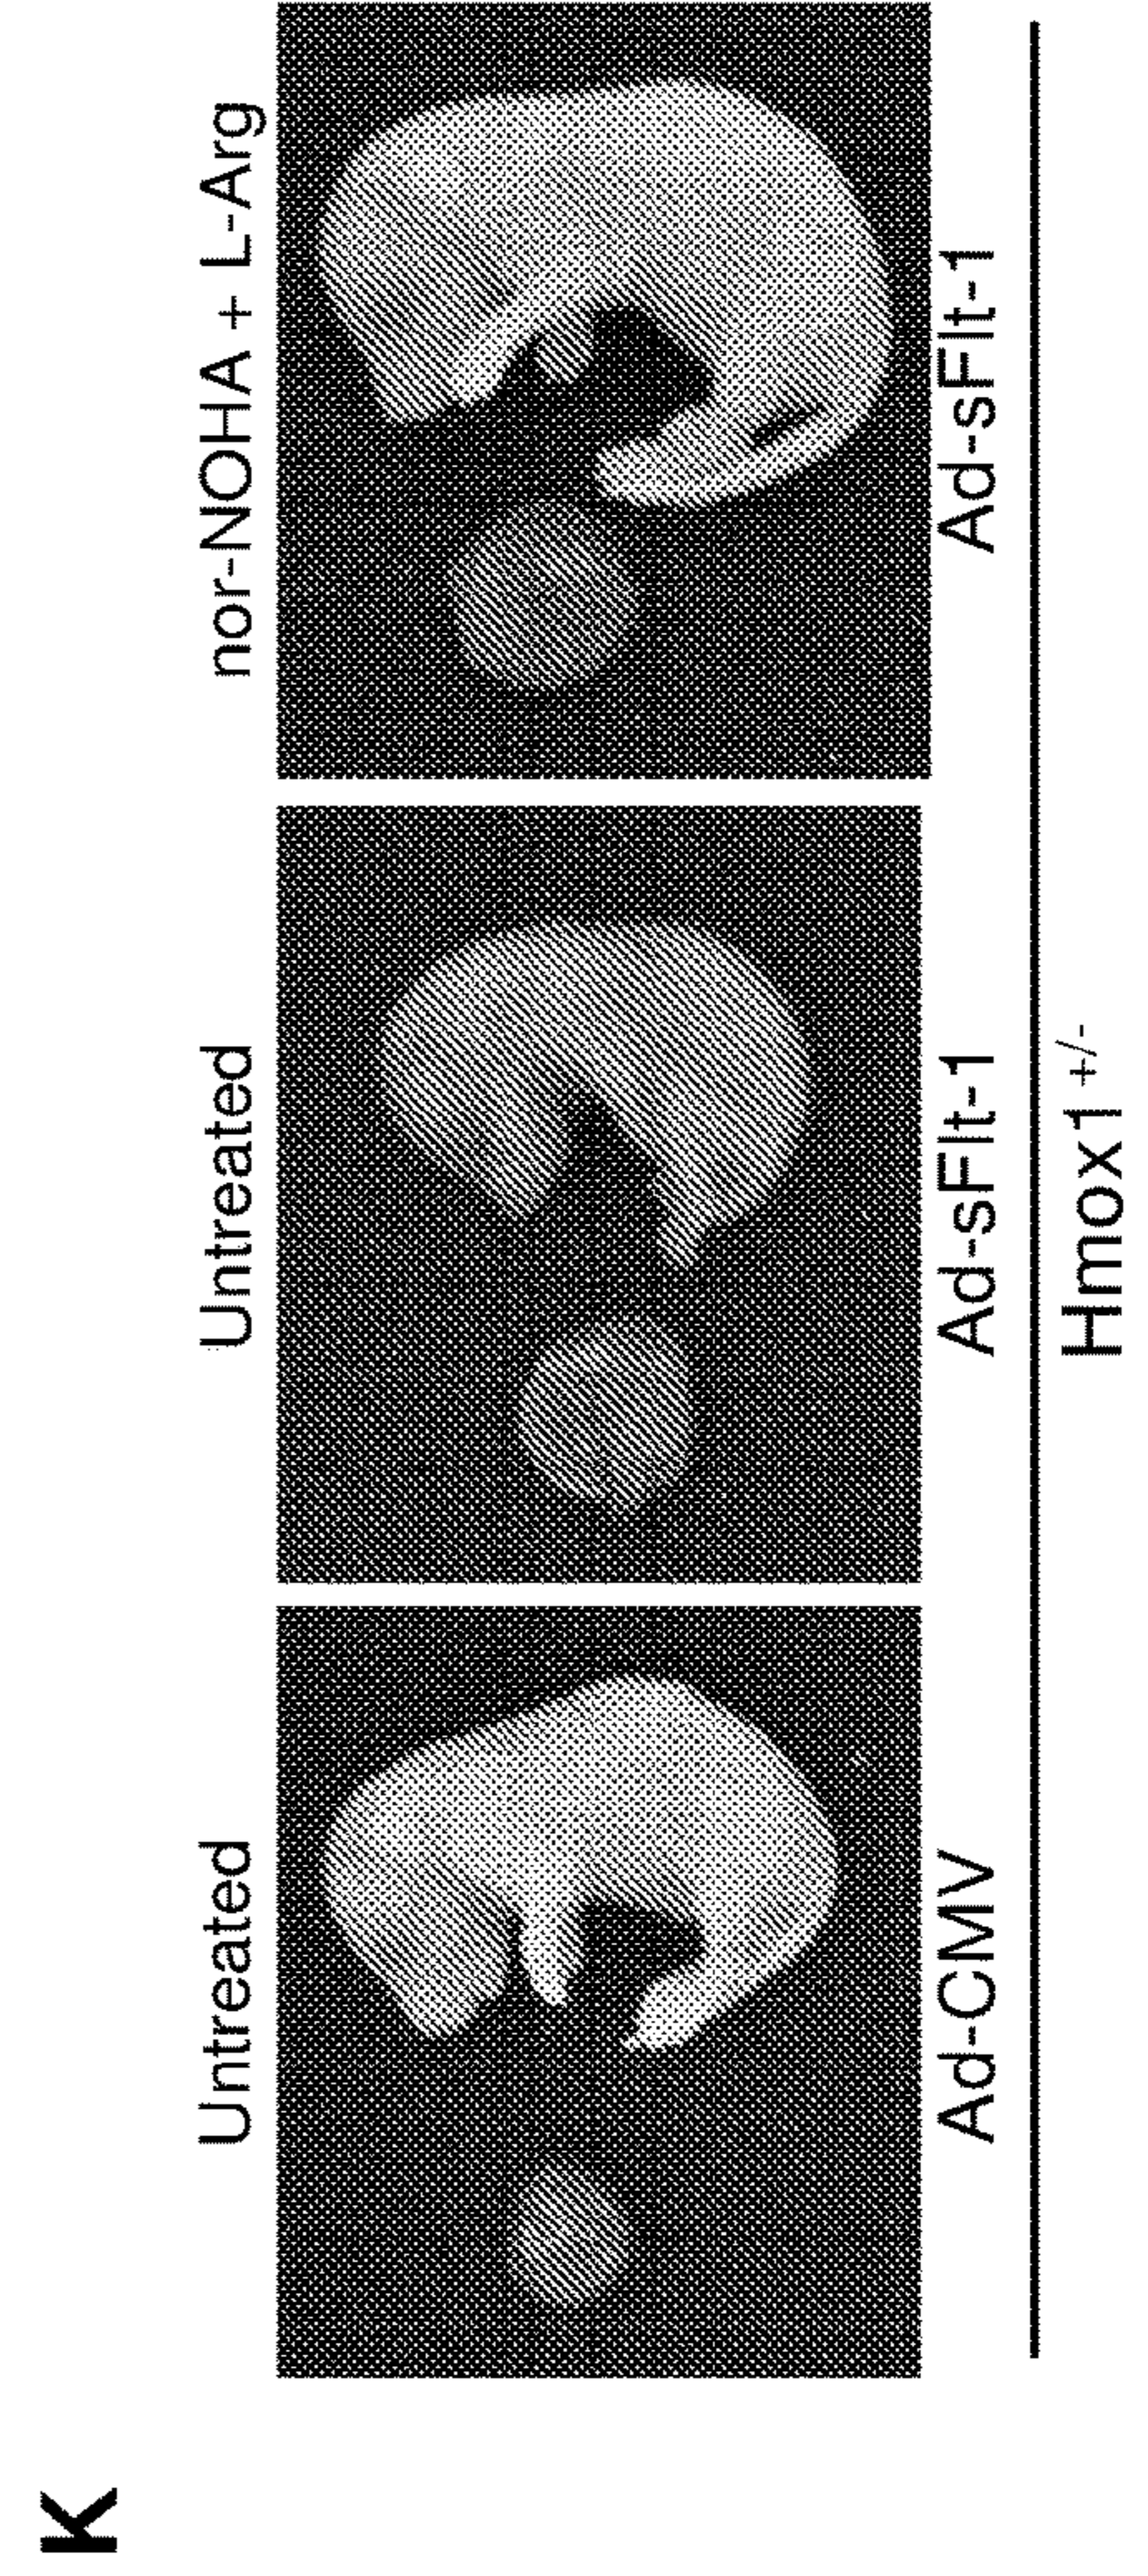 K
Untreated
Untreated
nor-NOHA + L-Arg
Ad-CMV
Ad-sFlt-1
Ad-sFlt-1
Hmox1 +/-